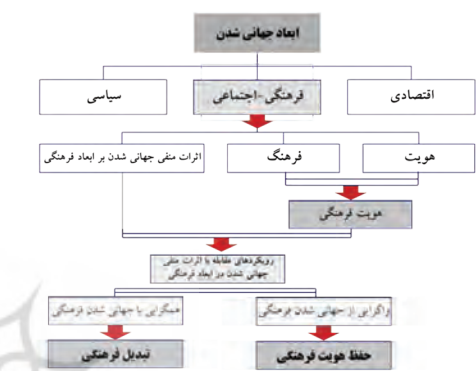 ابعاد جهانی شدن
اقتصادی
فرهنگی-اجتماعی
سیاسی
هویت
فرهنگ
اثرات منفی جهانی شدن بر ابعاد فرهنگی
هویت فرهنگی
رویکردهای مقابله با اثرات منفی
جهانی شدن در ابعاد فرهنگی
واگرایی از جهانی شدن فرهنگی
همگرایی با جهانی شدن فرهنگی
حفظ هویت فرهنگی
تبدیل فرهنگی